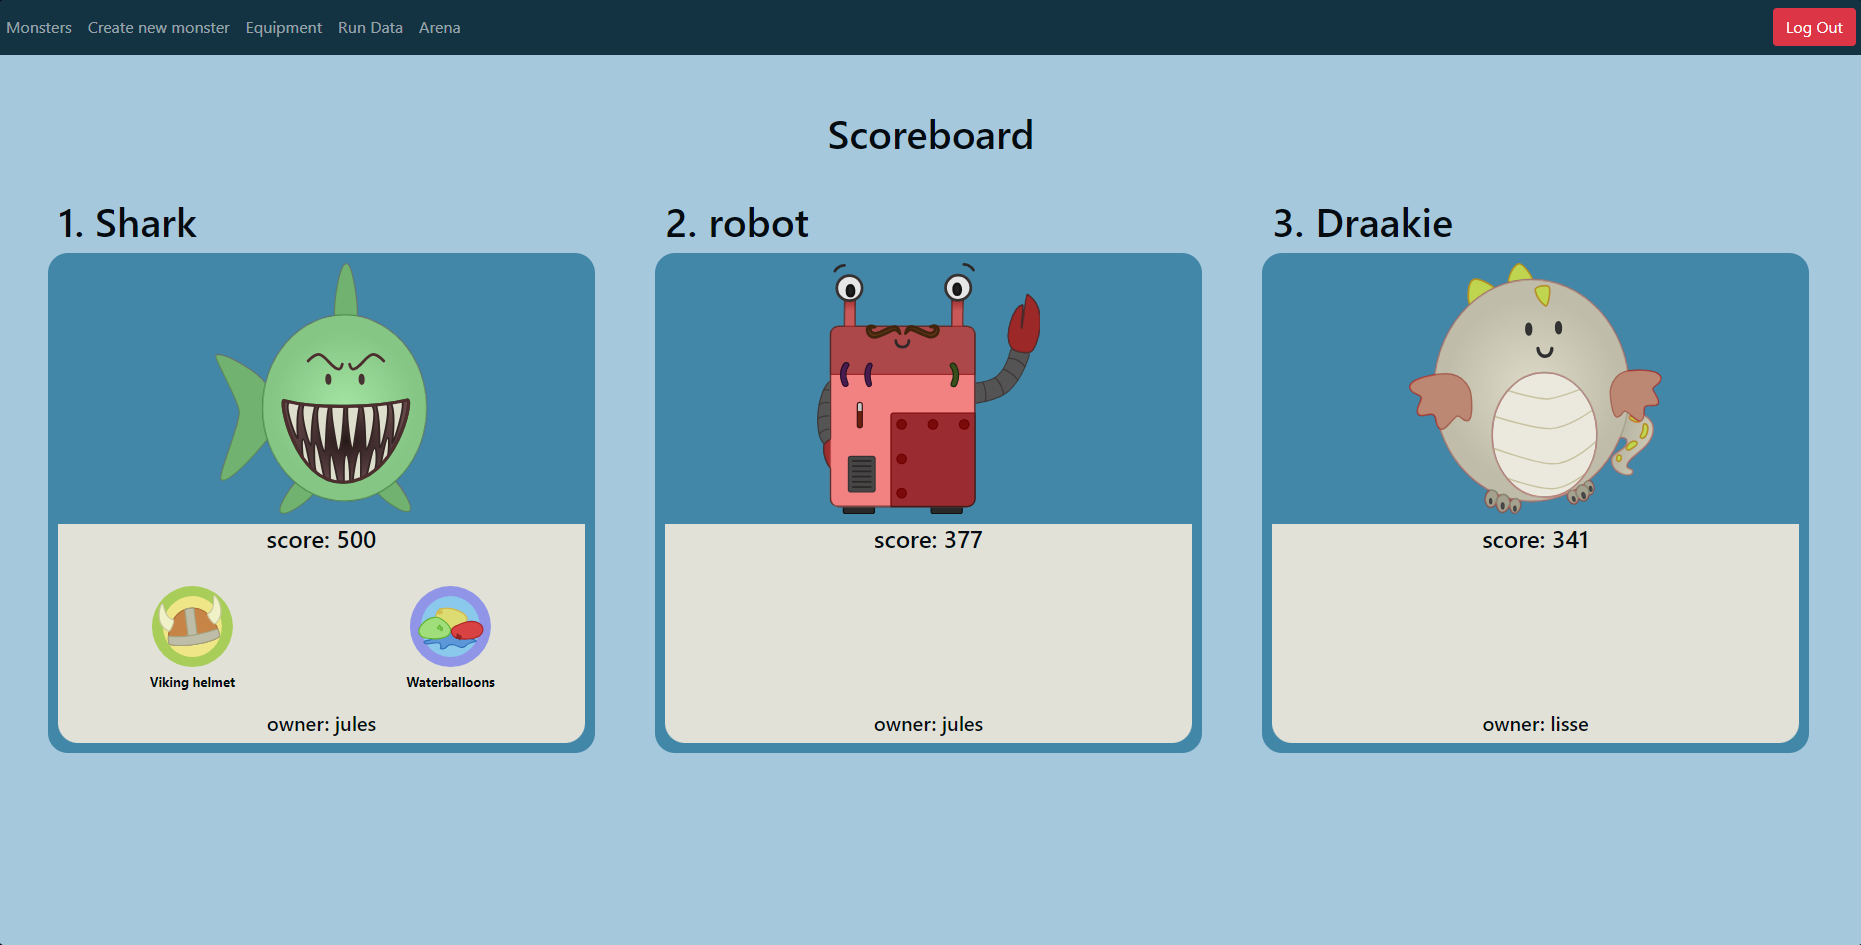 Monsters Create new monster Equipment Run Data Arena Log Out
Scoreboard
1. Shark
score: 500
Viking helmet Waterballoons
owner: jules
2. robot
score: 377
owner: jules
3. Draakie
score: 341
owner: lisse